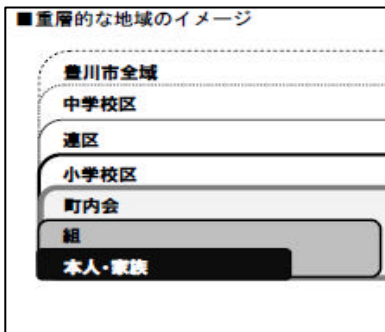 ■重層的な地域のイメージ
豊川市全域
中学校区
連区
小学校区
町内会
組
本人・家族